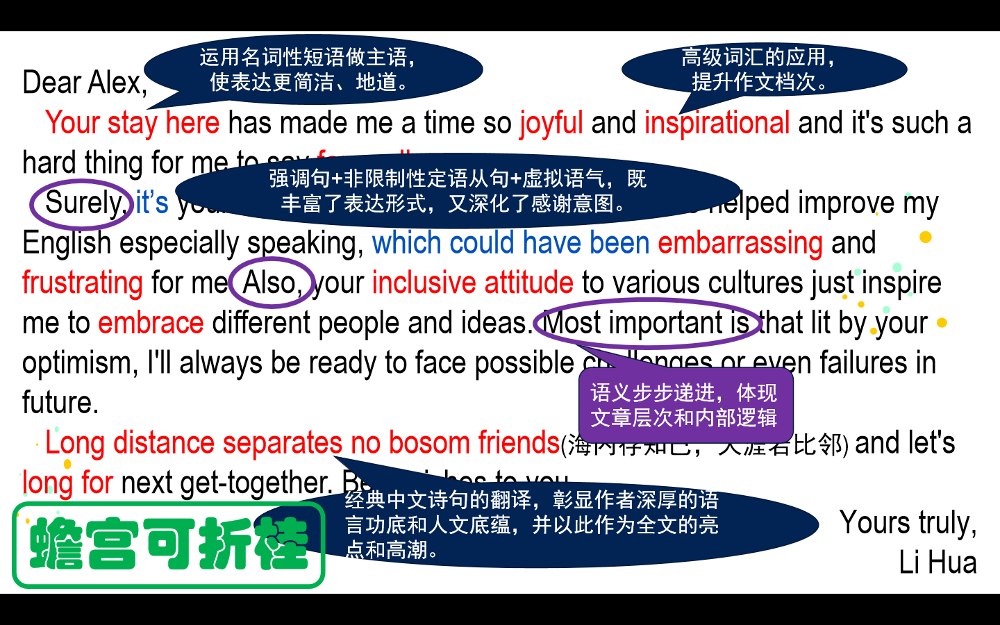 运用名词性短语做主语，
使表达更简洁、地道。
高级词汇的应用，
提升作文档次。
Dear Alex,
Your stay here has made me a time so joyful and inspirational and it's such a
hard thing for me to say
强调句+非限制性定语从句+虚拟语气，既
丰富了表达形式，又深化了感谢意图。
Surely, it’s helped improve my
English especially speaking, which could have been embarrassing and
frustrating for me Also, your inclusive attitude to various cultures just inspire
me to embrace different people and ideas. Most important is that lit by your
optimism, I'll always be ready to face possible challenges or even failures in
future.
语义步步递进，体现
文章层次和内部逻辑
Long distance separates no bosom friends(海内存知己，天涯若比邻) and let's
long for next get-together. to you
经典中文诗句的翻译，彰显作者深厚的语
言功底和人文底蕴，并以此作为全文的亮
点和高潮。
蟾宫可折桂
Yours truly,
Li Hua